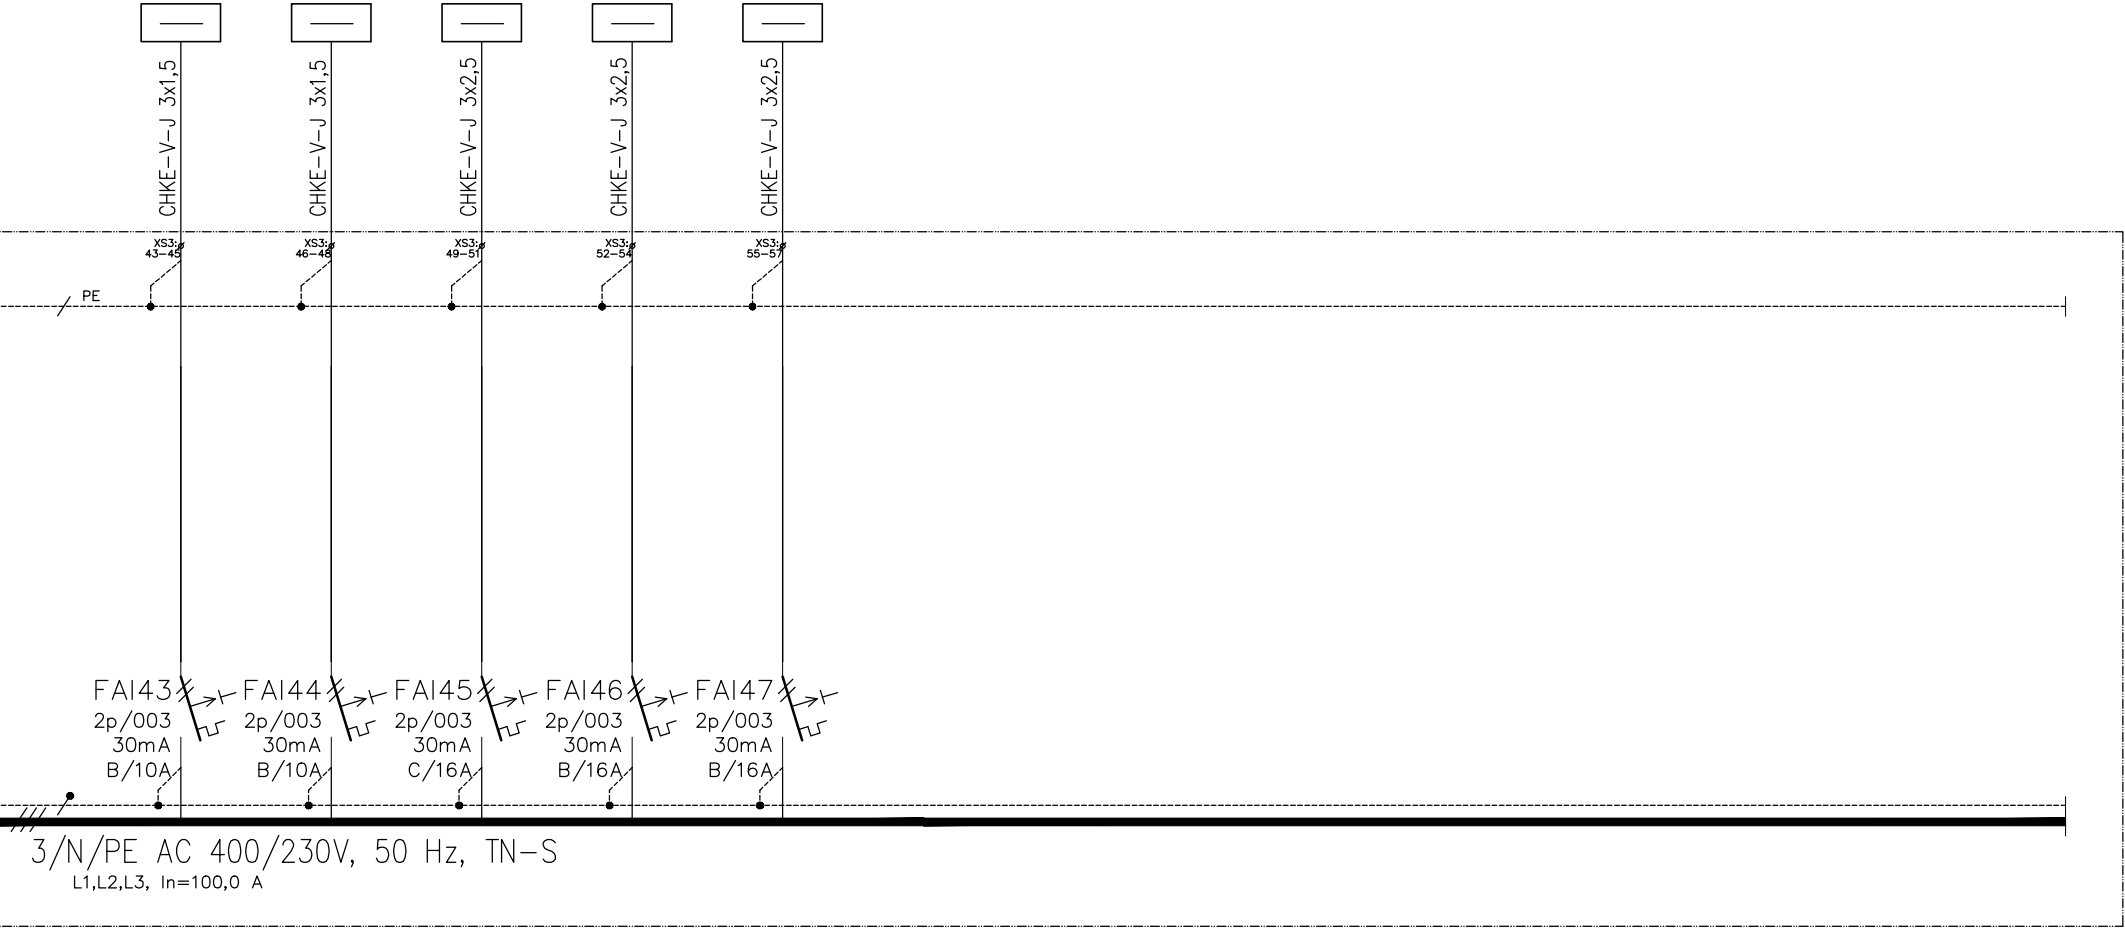 CHKE-V-J 3x1,5
CHKE-V-J 3x1,5
CHKE-V-J 3x2,5
CHKE-V-J 3x2,5
CHKE-V-J 3x2,5
XS3:
43-45
XS3:
46-48
XS3:
49-51
XS3:
52-54
XS3:
55-57
PE
FAI43
2p/003
30mA
B/10A
FAI44
2p/003
30mA
B/10A
FAI45
2p/003
30mA
C/16A
FAI46
2p/003
30mA
B/16A
FAI47
2p/003
30mA
B/16A
3/N/PE AC 400/230V, 50 Hz, TN-S
L1,L2,L3, In=100,0 A